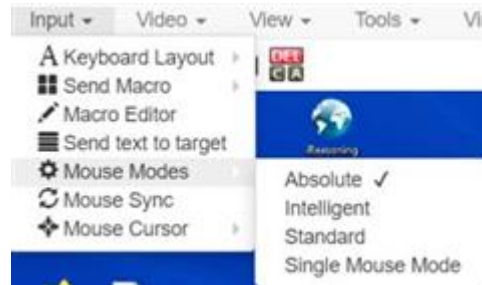 Input Video View Tools Vi
A Keyboard Layout
DEL
C A
Send Macro
Macro Editor
Send text to target
Mouse Modes
Mouse Sync
Mouse Cursor
Absolute ✓
Intelligent
Standard
Single Mouse Mode